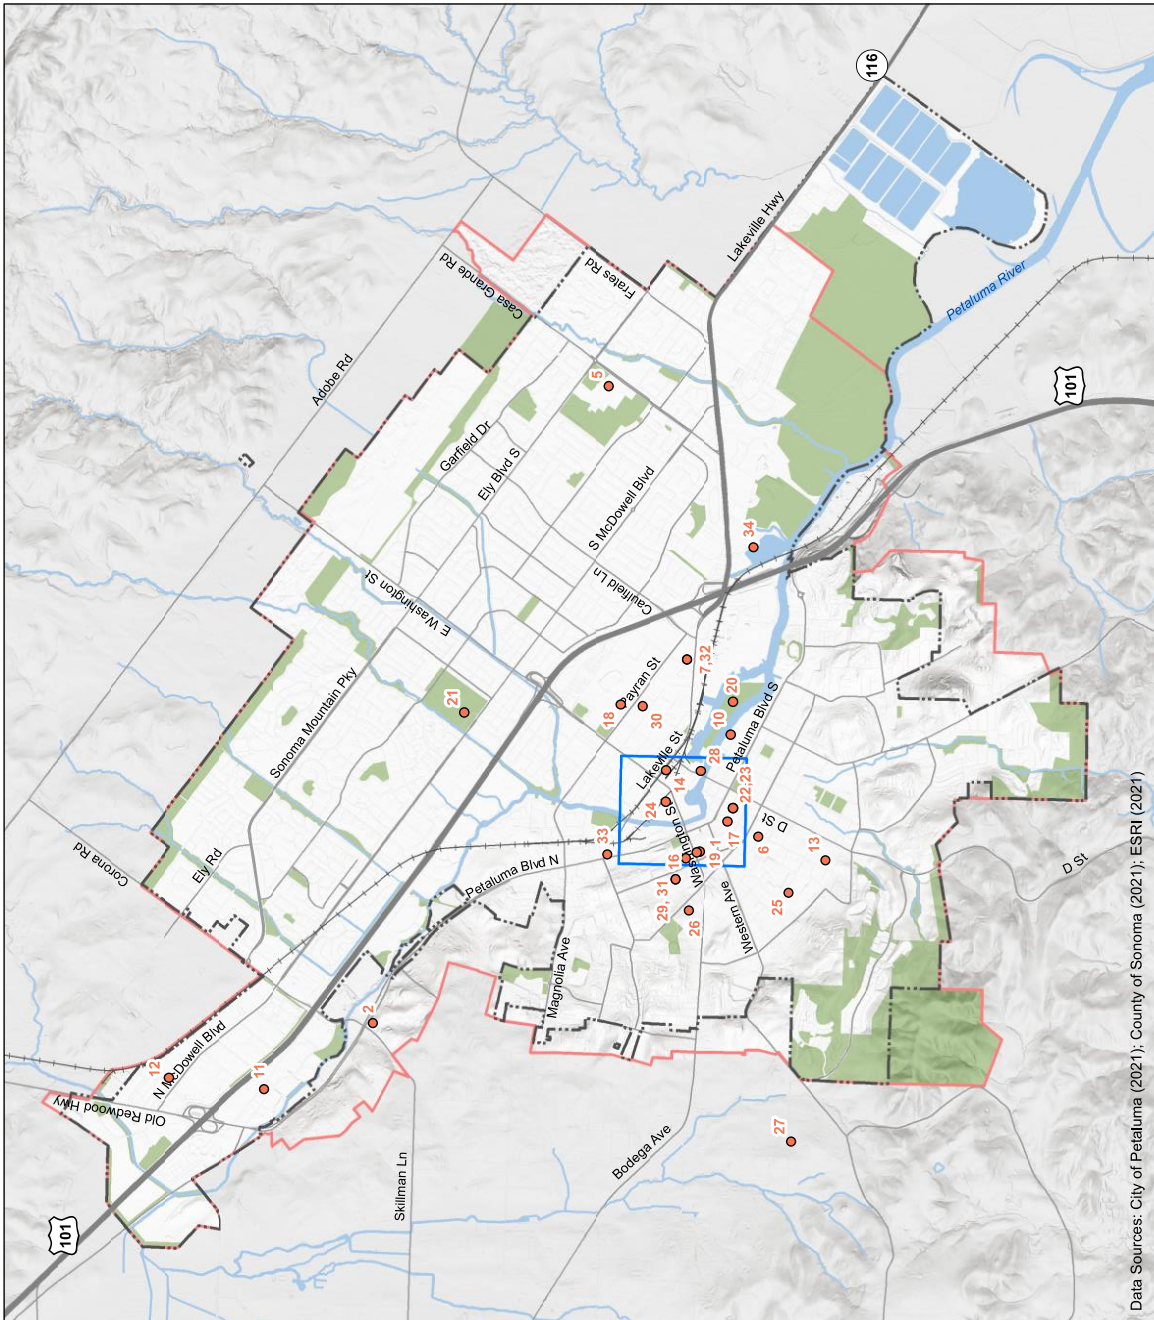 116
Lakeville Hwy
Petaluma River
101
Casa Grande Rd
Frates Rd
Adobe Rd
5
Garfield Dr
Ely Blvd S
S McDowell Blvd
34
Caulfield Ln
E Washington St
Sonoma Mountain Pky
21
Payran St
18
30
7,32
20
10
Petaluma Blvd S
28
Lakeville St
14
24
22,23
17
D St
6
13
33
Washington St
16
19
1
29, 31
26
25
Western Ave
D St
Petaluma Blvd N
Magnolia Ave
Corona Rd
Ely Rd
2
N McDowell Blvd
12
11
Old Redwood Hwy
27
Bodega Ave
Skillman Ln
101
Data Sources: City of Petaluma (2021); County of Sonoma (2021); ESRI (2021)